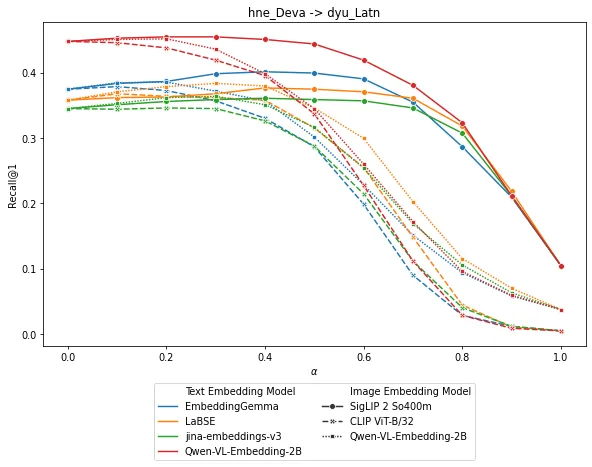 hne_Deva -> dyu_Latn
Recall@1
0.4
0.3
0.2
0.1
0.0
0.0 0.2 0.4 0.6 0.8 1.0
α
Text Embedding Model
EmbeddingGemma
LaBSE
jina-embeddings-v3
Qwen-VL-Embedding-2B
Image Embedding Model
SigLIP 2 So400m
CLIP ViT-B/32
Qwen-VL-Embedding-2B